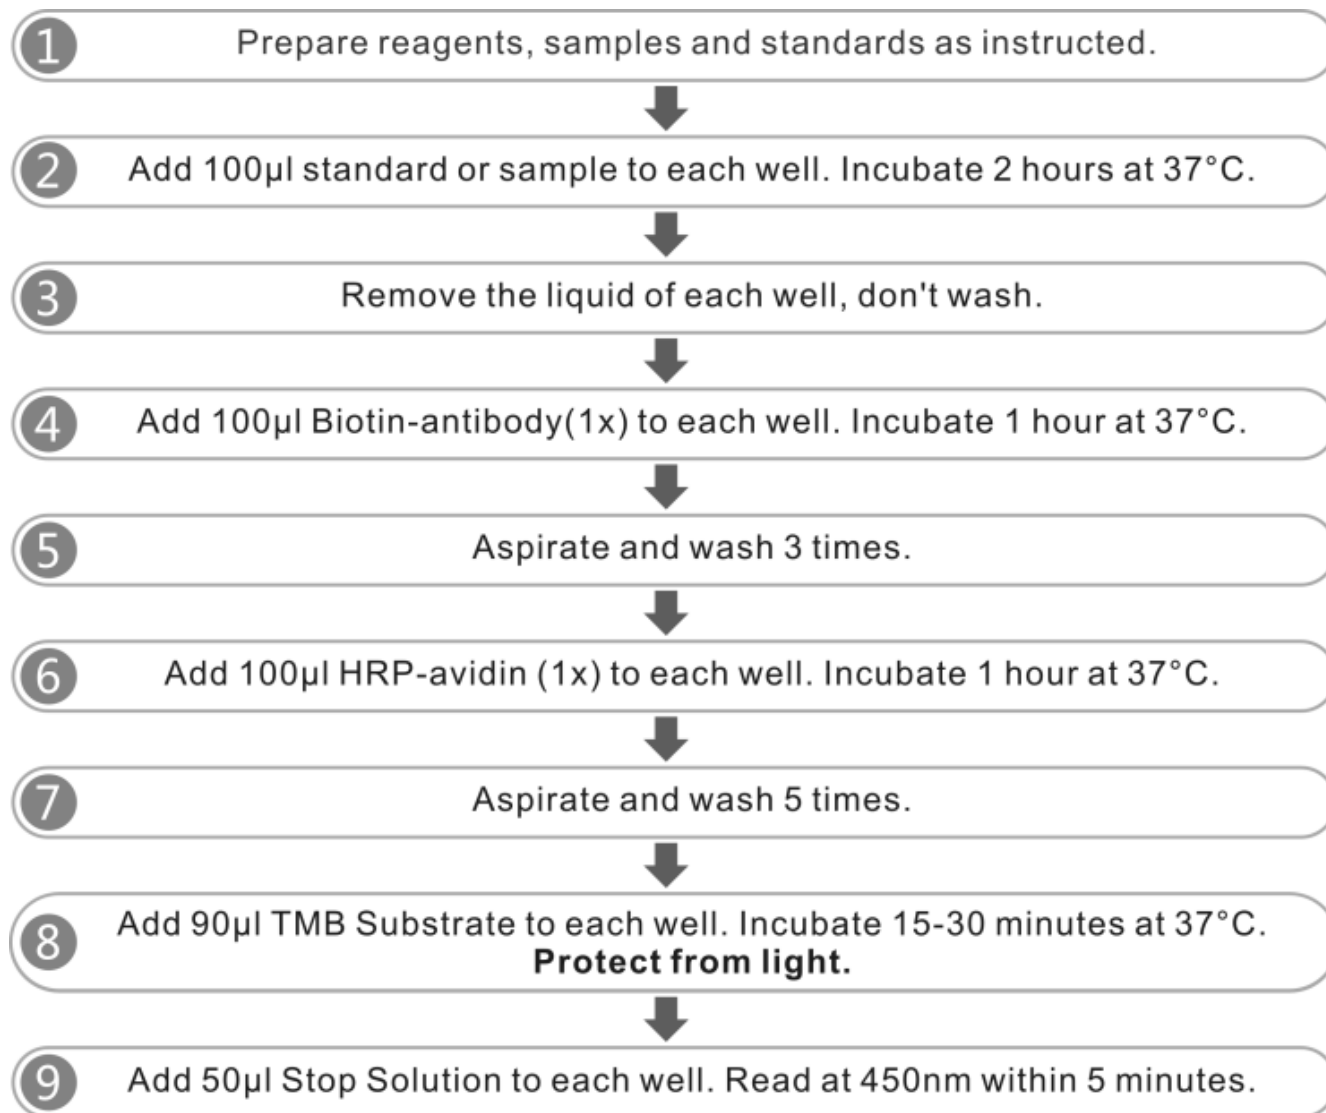 1 Prepare reagents, samples and standards as instructed.
2 Add 100µl standard or sample to each well. Incubate 2 hours at 37°C.
3 Remove the liquid of each well, don't wash.
4 Add 100µl Biotin-antibody(1x) to each well. Incubate 1 hour at 37°C.
5 Aspirate and wash 3 times.
6 Add 100µl HRP-avidin (1x) to each well. Incubate 1 hour at 37°C.
7 Aspirate and wash 5 times.
8 Add 90µl TMB Substrate to each well. Incubate 15-30 minutes at 37°C.
Protect from light.
9 Add 50µl Stop Solution to each well. Read at 450nm within 5 minutes.